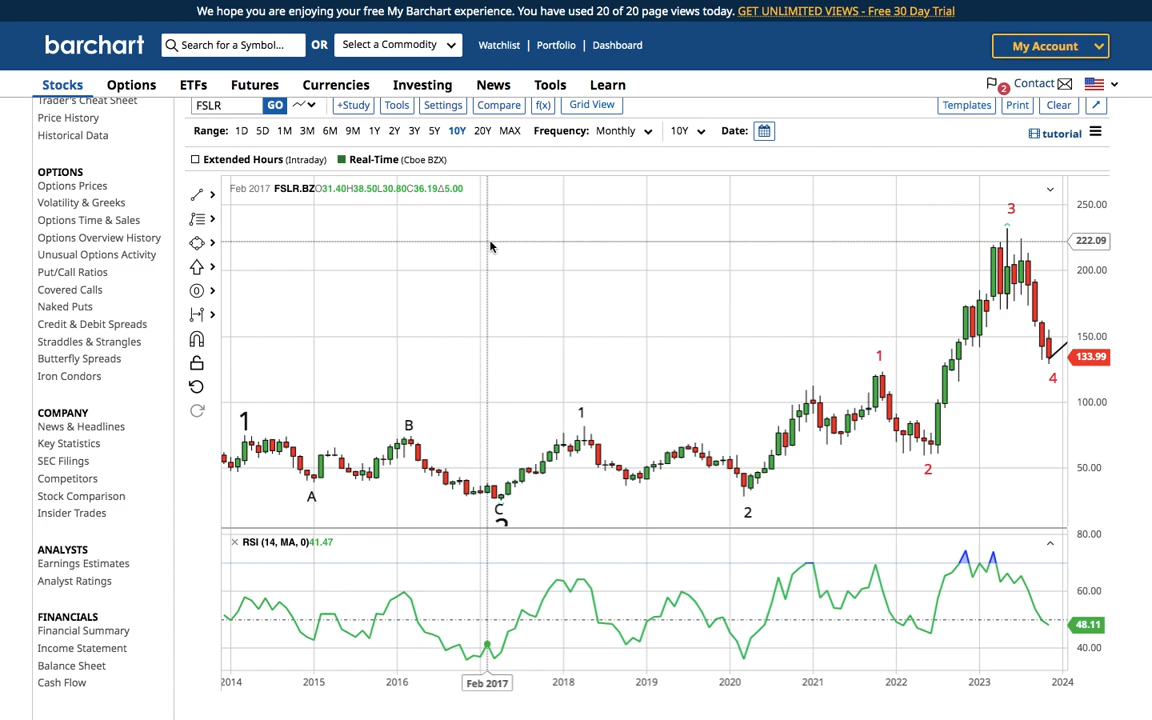 We hope you are enjoying your free My Barchart experience. You have used 20 of 20 page views today. GET UNLIMITED VIEWS - Free 30 Day Trial
barchart Search for a Symbol... OR Select a Commodity Watchlist | Portfolio | Dashboard My Account
Stocks Options ETFs Futures Currencies Investing News Tools Learn 2 Contact
Trader's Cheat Sheet
Price History
Historical Data
OPTIONS
Options Prices
Volatility & Greeks
Options Time & Sales
Options Overview History
Unusual Options Activity
Put/Call Ratios
Covered Calls
Naked Puts
Credit & Debit Spreads
Straddles & Strangles
Butterfly Spreads
Iron Condors
COMPANY
News & Headlines
Key Statistics
SEC Filings
Competitors
Stock Comparison
Insider Trades
ANALYSTS
Earnings Estimates
Analyst Ratings
FINANCIALS
Financial Summary
Income Statement
Balance Sheet
Cash Flow
FSLR GO +Study Tools Settings Compare f(x) Grid View Templates Print Clear
Range: 1D 5D 1M 3M 6M 9M 1Y 2Y 3Y 5Y 10Y 20Y MAX Frequency: Monthly 10Y Date: tutorial
Extended Hours (Intraday) Real-Time (Cboe BZX)
Feb 2017 FSLR.BZO31.40H38.50L30.80C36.19Δ5.00
250.00
3
222.09
200.00
150.00
1
133.99
4
100.00
1
B
1
50.00
2
A
C
2
2
80.00
RSI (14, MA, 0)41.47
60.00
48.11
40.00
2014 2015 2016 Feb 2017 2018 2019 2020 2021 2022 2023 2024